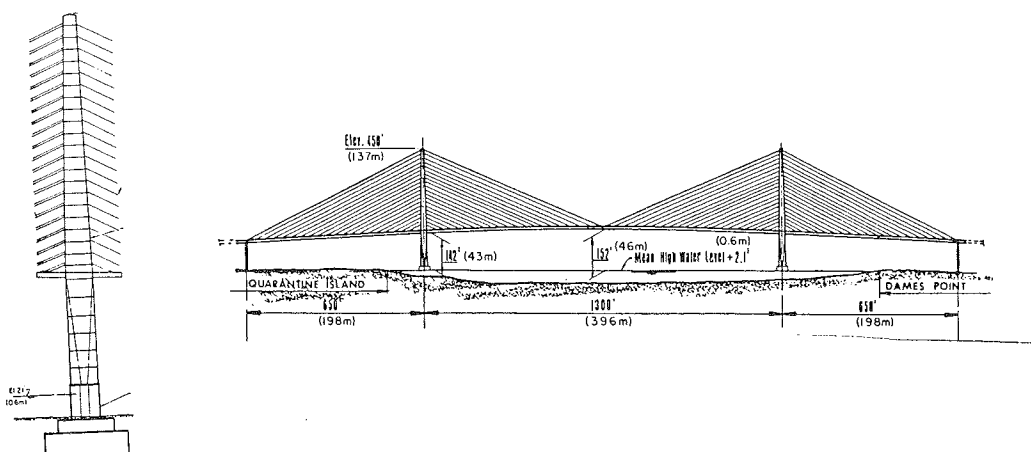 Elev. 450'
(137m)
142' (43m)
152' (46m)
(0.6m)
Mean High Water Level + 2.1'
QUARANTINE ISLAND
DAMES POINT
650'
(198m)
1300'
(396m)
650'
(198m)